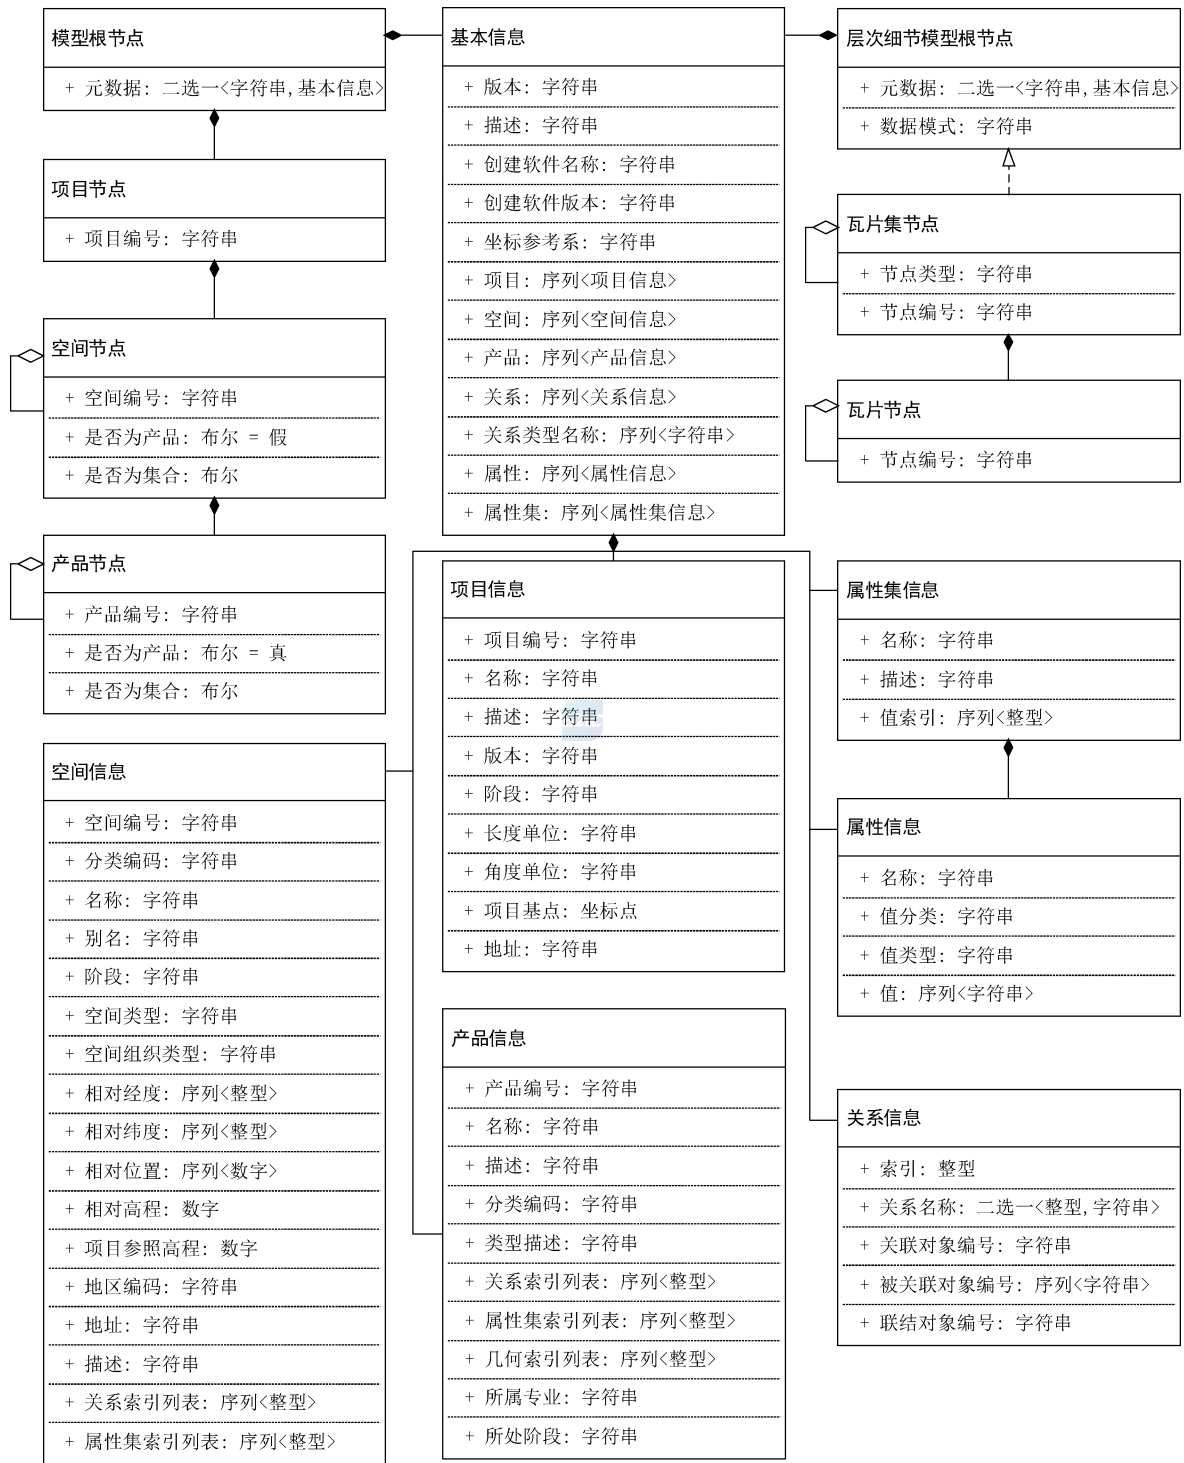 模型根节点
+ 元数据: 二选一<字符串,基本信息>
项目节点
+ 项目编号: 字符串
空间节点
+ 空间编号: 字符串
+ 是否为产品: 布尔 = 假
+ 是否为集合: 布尔
产品节点
+ 产品编号: 字符串
+ 是否为产品: 布尔 = 真
+ 是否为集合: 布尔
空间信息
+ 空间编号: 字符串
+ 分类编码: 字符串
+ 名称: 字符串
+ 别名: 字符串
+ 阶段: 字符串
+ 空间类型: 字符串
+ 空间组织类型: 字符串
+ 相对经度: 序列<整型>
+ 相对纬度: 序列<整型>
+ 相对位置: 序列<数字>
+ 相对高程: 数字
+ 项目参照高程: 数字
+ 地区编码: 字符串
+ 地址: 字符串
+ 描述: 字符串
+ 关系索引列表: 序列<整型>
+ 属性集索引列表: 序列<整型>
基本信息
+ 版本: 字符串
+ 描述: 字符串
+ 创建软件名称: 字符串
+ 创建软件版本: 字符串
+ 坐标参考系: 字符串
+ 项目: 序列<项目信息>
+ 空间: 序列<空间信息>
+ 产品: 序列<产品信息>
+ 关系: 序列<关系信息>
+ 关系类型名称: 序列<字符串>
+ 属性: 序列<属性信息>
+ 属性集: 序列<属性集信息>
项目信息
+ 项目编号: 字符串
+ 名称: 字符串
+ 描述: 字符串
+ 版本: 字符串
+ 阶段: 字符串
+ 长度单位: 字符串
+ 角度单位: 字符串
+ 项目基点: 坐标点
+ 地址: 字符串
产品信息
+ 产品编号: 字符串
+ 名称: 字符串
+ 描述: 字符串
+ 分类编码: 字符串
+ 类型描述: 字符串
+ 关系索引列表: 序列<整型>
+ 属性集索引列表: 序列<整型>
+ 几何索引列表: 序列<整型>
+ 所属专业: 字符串
+ 所处阶段: 字符串
层次细节模型根节点
+ 元数据: 二选一<字符串,基本信息>
+ 数据模式: 字符串
瓦片集节点
+ 节点类型: 字符串
+ 节点编号: 字符串
瓦片节点
+ 节点编号: 字符串
属性集信息
+ 名称: 字符串
+ 描述: 字符串
+ 值索引: 序列<整型>
属性信息
+ 名称: 字符串
+ 值分类: 字符串
+ 值类型: 字符串
+ 值: 序列<字符串>
关系信息
+ 索引: 整型
+ 关系名称: 二选一<整型,字符串>
+ 关联对象编号: 字符串
+ 被关联对象编号: 序列<字符串>
+ 联结对象编号: 字符串